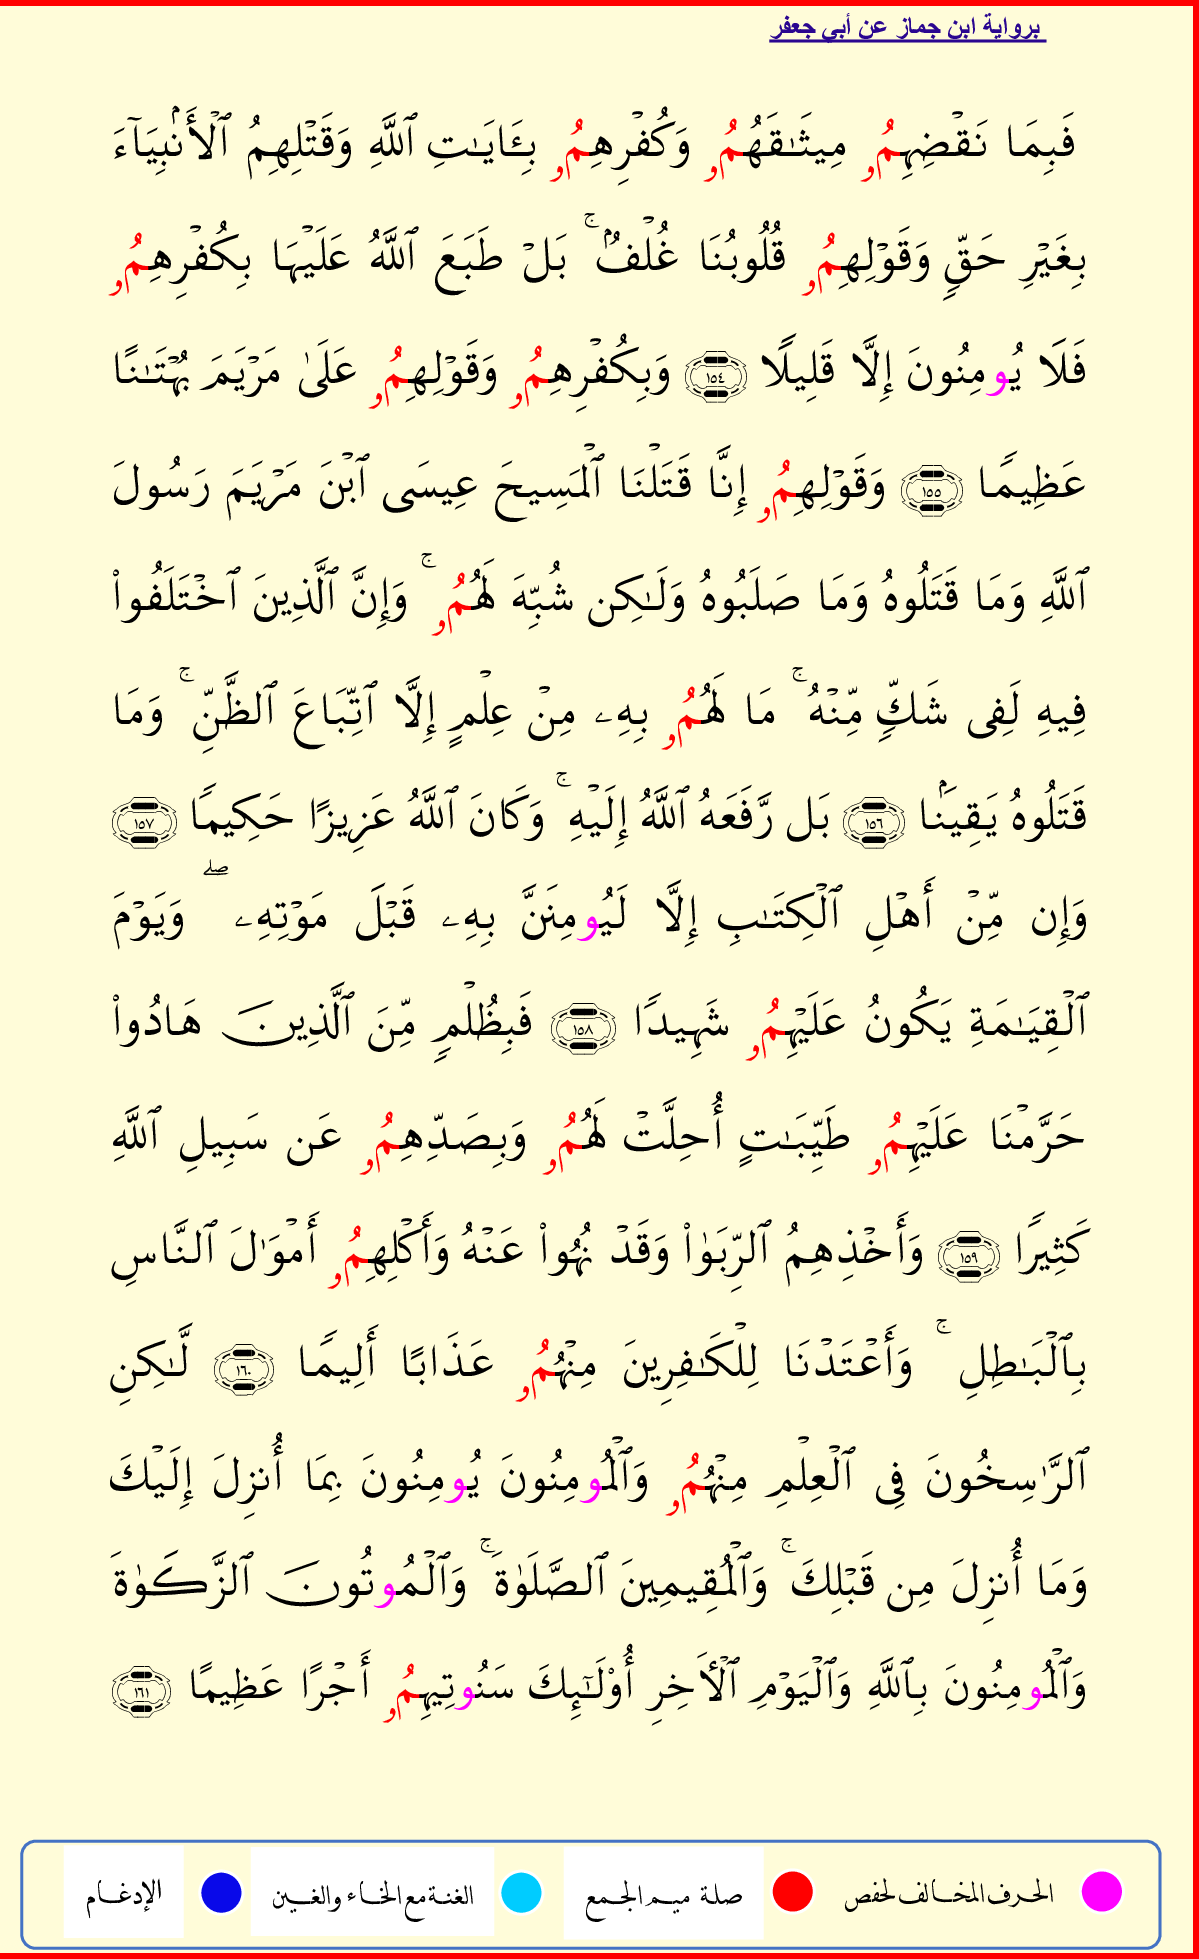 برواية ابن جماز عن أبي جعفر
فَبِمَا نَقۡضِهِمُۥ مِيثَٰقَهُمُۥ وَكُفۡرِهِمُۥ بِـَٔايَٰتِ ٱللَّهِ وَقَتۡلِهِمُ ٱلۡأَنۢبِيَآءَ
بِغَيۡرِ حَقّٖ وَقَوۡلِهِمُۥ قُلُوبُنَا غُلۡفُۢۚ بَلۡ طَبَعَ ٱللَّهُ عَلَيۡهَا بِكُفۡرِهِمُۥ
فَلَا يُومِنُونَ إِلَّا قَلِيلٗا ١٥٤ وَبِكُفۡرِهِمُۥ وَقَوۡلِهِمُۥ عَلَىٰ مَرۡيَمَ بُهۡتَٰنًا
عَظِيمٗا ١٥٥ وَقَوۡلِهِمُۥ إِنَّا قَتَلۡنَا ٱلۡمَسِيحَ عِيسَى ٱبۡنَ مَرۡيَمَ رَسُولَ
ٱللَّهِ وَمَا قَتَلُوهُ وَمَا صَلَبُوهُ وَلَٰكِن شُبِّهَ لَهُمُۥۚ وَإِنَّ ٱلَّذِينَ ٱخۡتَلَفُواْ
فِيهِ لَفِى شَكّٖ مِّنۡهُۚ مَا لَهُمُۥ بِهِۦ مِنۡ عِلۡمٍ إِلَّا ٱتِّبَاعَ ٱلظَّنِّۚ وَمَا
قَتَلُوهُ يَقِينَۢا ١٥٦ بَل رَّفَعَهُ ٱللَّهُ إِلَيۡهِۚ وَكَانَ ٱللَّهُ عَزِيزًا حَكِيمٗا ١٥٧
وَإِن مِّنۡ أَهۡلِ ٱلۡكِتَٰبِ إِلَّا لَيُومِنَنَّ بِهِۦ قَبۡلَ مَوۡتِهِۦۖ وَيَوۡمَ
ٱلۡقِيَٰمَةِ يَكُونُ عَلَيۡهِمُۥ شَهِيدٗا ١٥٨ فَبِظُلۡمٖ مِّنَ ٱلَّذِينَ هَادُواْ
حَرَّمۡنَا عَلَيۡهِمُۥ طَيِّبَٰتٍ أُحِلَّتۡ لَهُمُۥ وَبِصَدِّهِمُۥ عَن سَبِيلِ ٱللَّهِ
كَثِيرٗا ١٥٩ وَأَخۡذِهِمُ ٱلرِّبَوٰاْ وَقَدۡ نُهُواْ عَنۡهُ وَأَكۡلِهِمُۥ أَمۡوَٰلَ ٱلنَّاسِ
بِٱلۡبَٰطِلِۚ وَأَعۡتَدۡنَا لِلۡكَٰفِرِينَ مِنۡهُمُۥ عَذَابًا أَلِيمٗا ١٦٠ لَّٰكِنِ
ٱلرَّٰسِخُونَ فِى ٱلۡعِلۡمِ مِنۡهُمُۥ وَٱلۡمُومِنُونَ يُومِنُونَ بِمَا أُنزِلَ إِلَيۡكَ
وَمَا أُنزِلَ مِن قَبۡلِكَۚ وَٱلۡمُقِيمِينَ ٱلصَّلَوٰةَۚ وَٱلۡمُوتُونَ ٱلزَّكَوٰةَ
وَٱلۡمُومِنُونَ بِٱللَّهِ وَٱلۡيَوۡمِ ٱلۡأَخِرِ أُوْلَٰٓئِكَ سَنُوتِيهِمُۥ أَجۡرًا عَظِيمًا ١٦١
الحرف المخالف لحفص صلة ميم الجمع الغنة مع الخاء والغين الإدغام